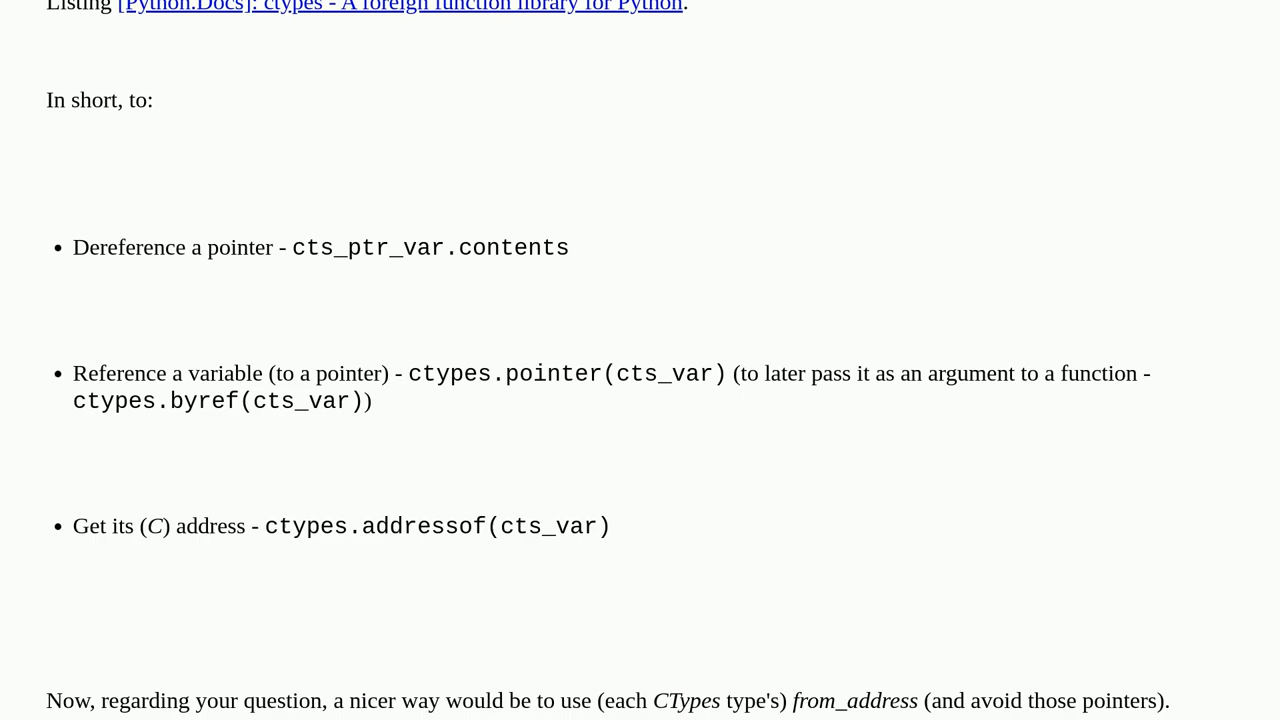 Listing [Python.Docs]: ctypes - A foreign function library for Python.
In short, to:
• Dereference a pointer - cts_ptr_var.contents
• Reference a variable (to a pointer) - ctypes.pointer(cts_var) (to later pass it as an argument to a function -
ctypes.byref(cts_var))
• Get its (C) address - ctypes.addressof(cts_var)
Now, regarding your question, a nicer way would be to use (each CTypes type's) from_address (and avoid those pointers).